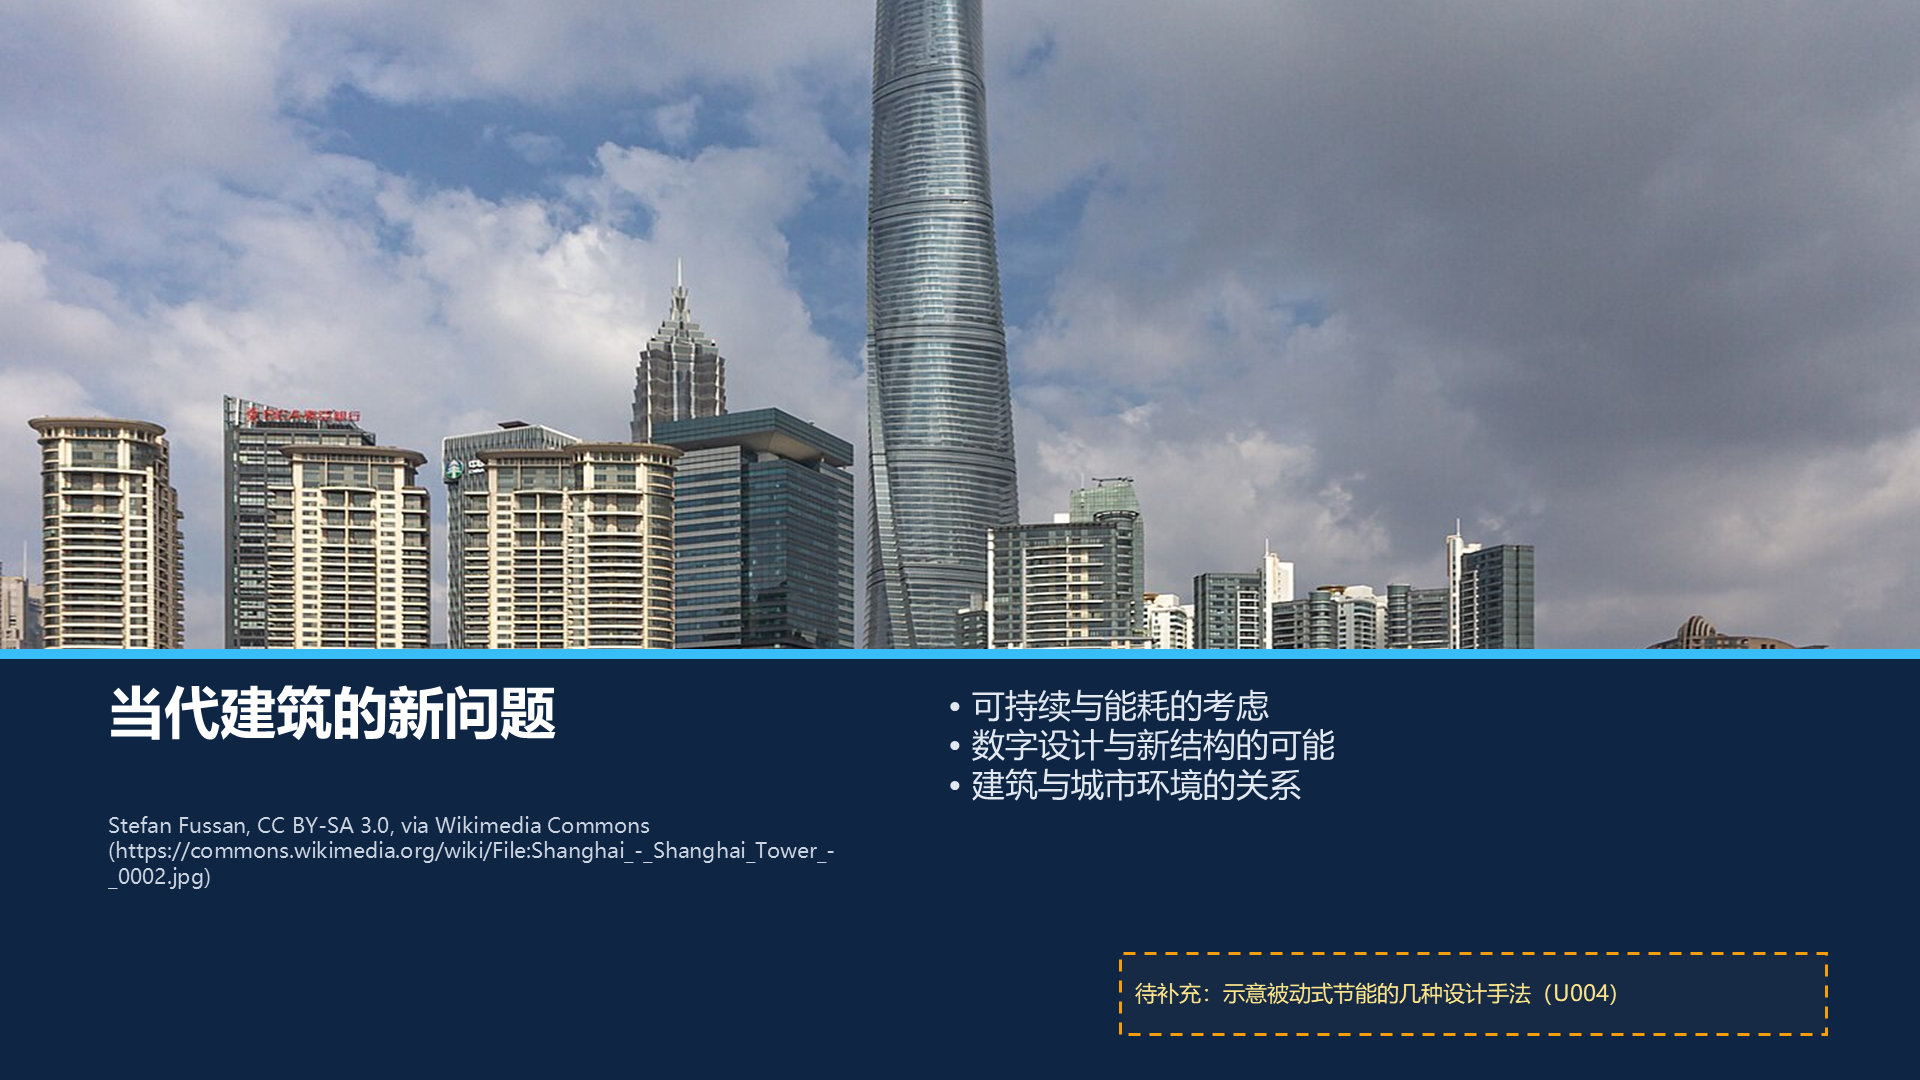 当代建筑的新问题
Stefan Fussan, CC BY-SA 3.0, via Wikimedia Commons
(https://commons.wikimedia.org/wiki/File:Shanghai_-_Shanghai_Tower_-
_0002.jpg)
• 可持续与能耗的考虑
• 数字设计与新结构的可能
• 建筑与城市环境的关系
待补充：示意被动式节能的几种设计手法（U004）